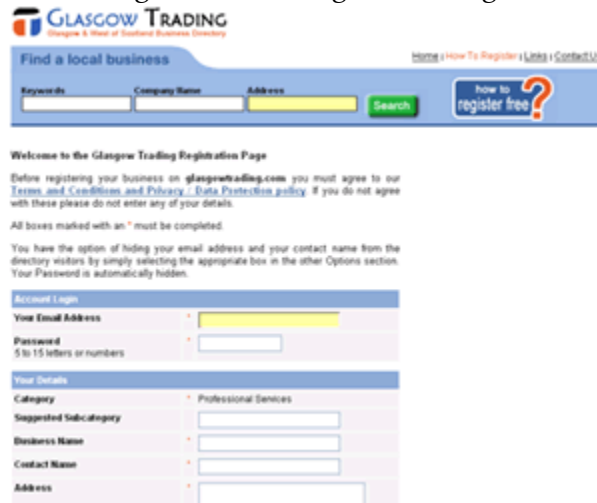 GLASGOW TRADING
Glasgow & West of Scotland Business Directory
Find a local business
Home | How To Register | Links | Contact U
Keywords Company Name Address
Search
how to
register free ?
Welcome to the Glasgow Trading Registration Page
Before registering your business on glasgowtrading.com you must agree to our
Terms and Conditions and Privacy / Data Protection policy. If you do not agree
with these please do not enter any of your details.
All boxes marked with an * must be completed.
You have the option of hiding your email address and your contact name from the
directory visitors by simply selecting the appropriate box in the other Options section.
Your Password is automatically hidden.
Account Login
Your Email Address *
Password *
5 to 15 letters or numbers
Your Details
Category * Professional Services
Suggested Subcategory
Business Name *
Contact Name *
Address *